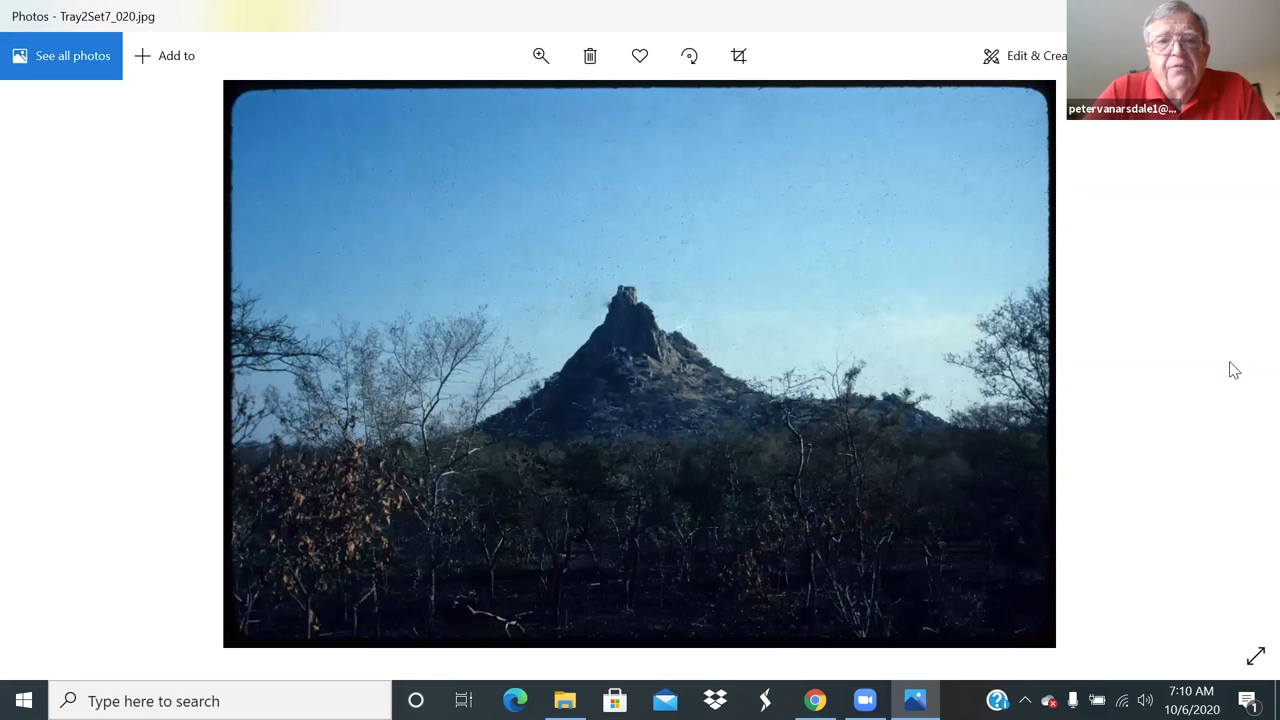 Photos - Tray2Set7_020.jpg
See all photos
Add to
Edit & Crea
petervanarsdale1@...
Type here to search
7:10 AM
10/6/2020
1